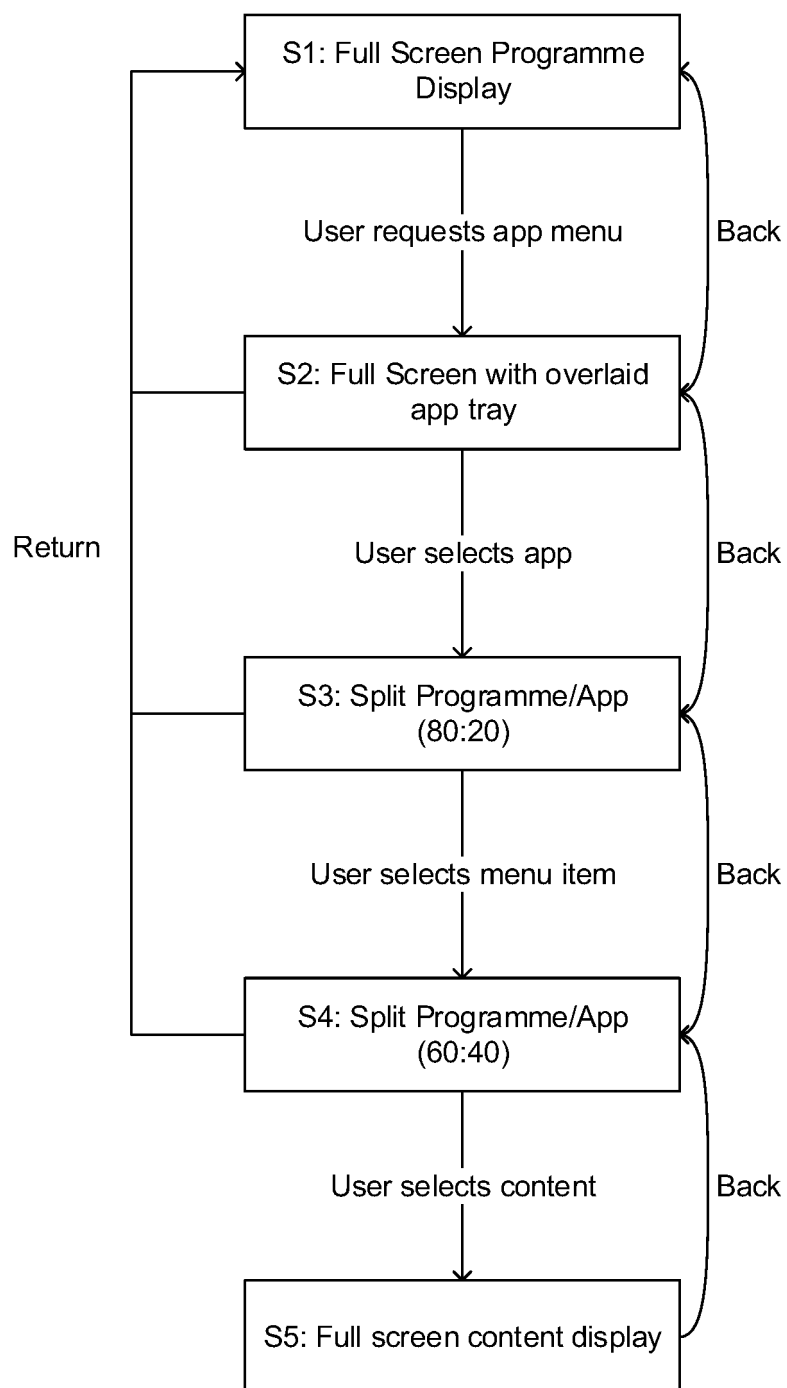 S1: Full Screen Programme
Display
User requests app menu
Back
S2: Full Screen with overlaid
app tray
Return
User selects app
Back
S3: Split Programme/App
(80:20)
User selects menu item
Back
S4: Split Programme/App
(60:40)
User selects content
Back
S5: Full screen content display